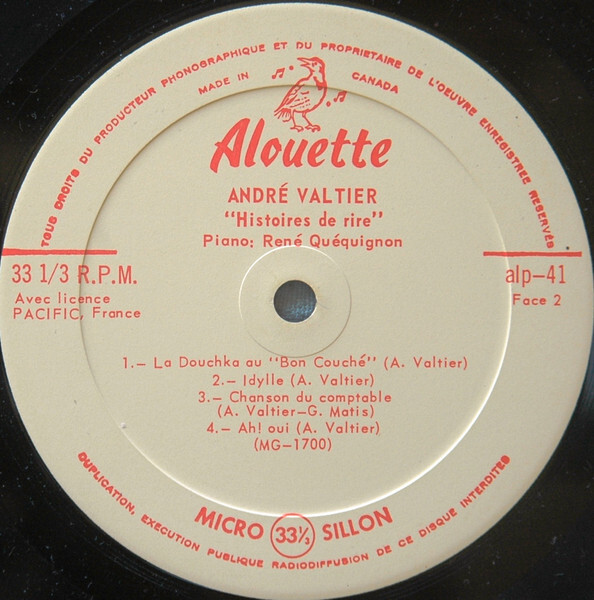 TOUS DROITS DU PRODUCTEUR PHONOGRAPHIQUE ET DU PROPRIETAIRE DE L'OEUVRE ENREGISTREE RESERVÉS
MADE IN CANADA
Alouette
ANDRÉ VALTIER
"Histoires de rire"
Piano: René Quéquignon
33 1/3 R.P.M.
Avec licence
PACIFIC, France
alp-41
Face 2
1.- La Douchka au "Bon Couché" (A. Valtier)
2.- Idylle (A. Valtier)
3.- Chanson du comptable
(A. Valtier-G. Matis)
4.- Ah! oui (A. Valtier)
(MG-1700)
MICRO 33⅓ SILLON
DUPLICATION, EXECUTION PUBLIQUE RADIODIFFUSION DE CE DISQUE INTERDITES